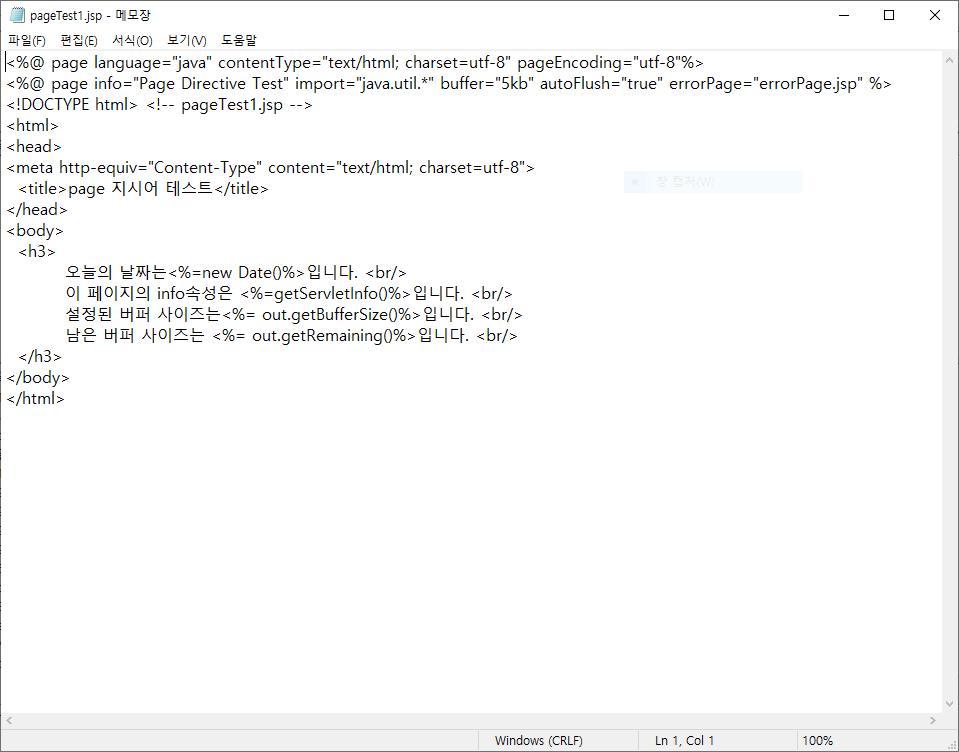 pageTest1.jsp - 메모장
파일(F) 편집(E) 서식(O) 보기(V) 도움말
<%@ page language="java" contentType="text/html; charset=utf-8" pageEncoding="utf-8"%>
<%@ page info="Page Directive Test" import="java.util.*" buffer="5kb" autoFlush="true" errorPage="errorPage.jsp" %>
<!DOCTYPE html> <!-- pageTest1.jsp -->
<html>
<head>
<meta http-equiv="Content-Type" content="text/html; charset=utf-8">
<title>page 지시어 테스트</title>
창 캡처(W)
</head>
<body>
<h3>
오늘의 날짜는<%=new Date()%>입니다. <br/>
이 페이지의 info속성은 <%=getServletInfo()%>입니다. <br/>
설정된 버퍼 사이즈는<%= out.getBufferSize()%>입니다. <br/>
남은 버퍼 사이즈는 <%= out.getRemaining()%>입니다. <br/>
</h3>
</body>
</html>
Windows (CRLF) Ln 1, Col 1 100%